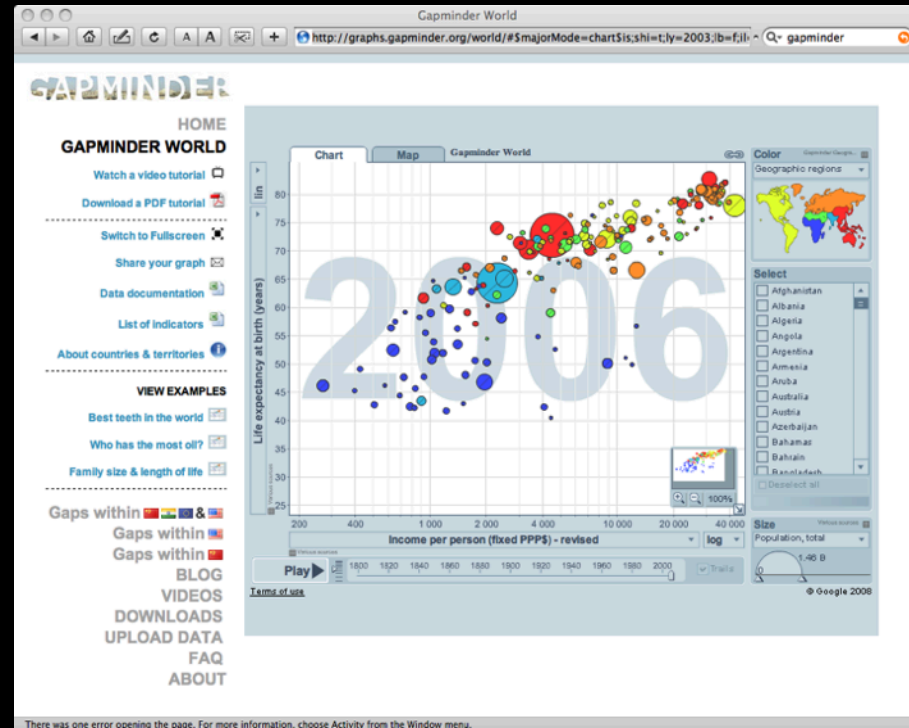 Gapminder World
A A
+
http://graphs.gapminder.org/world/#$majorMode=chart$is;shi=t;ly=2003;lb=f;il
gapminder
GAPMINDER
HOME
GAPMINDER WORLD
Watch a video tutorial
Download a PDF tutorial
Switch to Fullscreen
Share your graph
Data documentation
List of indicators
About countries & territories
VIEW EXAMPLES
Best teeth in the world
Who has the most oil?
Family size & length of life
Gaps within &
Gaps within
Gaps within
BLOG
VIDEOS
DOWNLOADS
UPLOAD DATA
FAQ
ABOUT
Chart Map Gapminder World
lin
Life expectancy at birth (years)
Various sources
80
75
70
65
60
55
50
45
40
35
30
25
2006
100%
200 400 1 000 2 000 4 000 10 000 20 000 40 000
Income per person (fixed PPP$) - revised log
Various sources
Play 1800 1820 1840 1860 1880 1900 1920 1940 1960 1980 2000 Trails
Terms of use
Color
Geographic regions
Select
Afghanistan
Albania
Algeria
Angola
Argentina
Armenia
Aruba
Australia
Austria
Azerbaijan
Bahamas
Bahrain
Bangladesh
Deselect all
Size Various sources
Population, total
1.46 B
0
© Google 2008
There was one error opening the page. For more information, choose Activity from the Window menu.